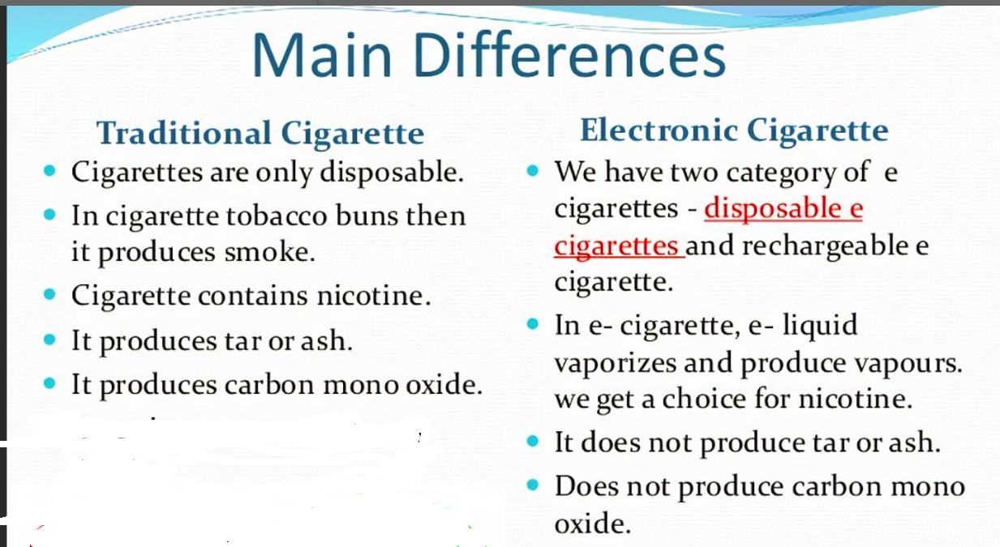 Main Differences
Traditional Cigarette
Cigarettes are only disposable.
In cigarette tobacco buns then
it produces smoke.
Cigarette contains nicotine.
It produces tar or ash.
It produces carbon mono oxide.
Electronic Cigarette
We have two category of e
cigarettes - disposable e
cigarettes and rechargeable e
cigarette.
In e- cigarette, e- liquid
vaporizes and produce vapours.
we get a choice for nicotine.
It does not produce tar or ash.
Does not produce carbon mono
oxide.